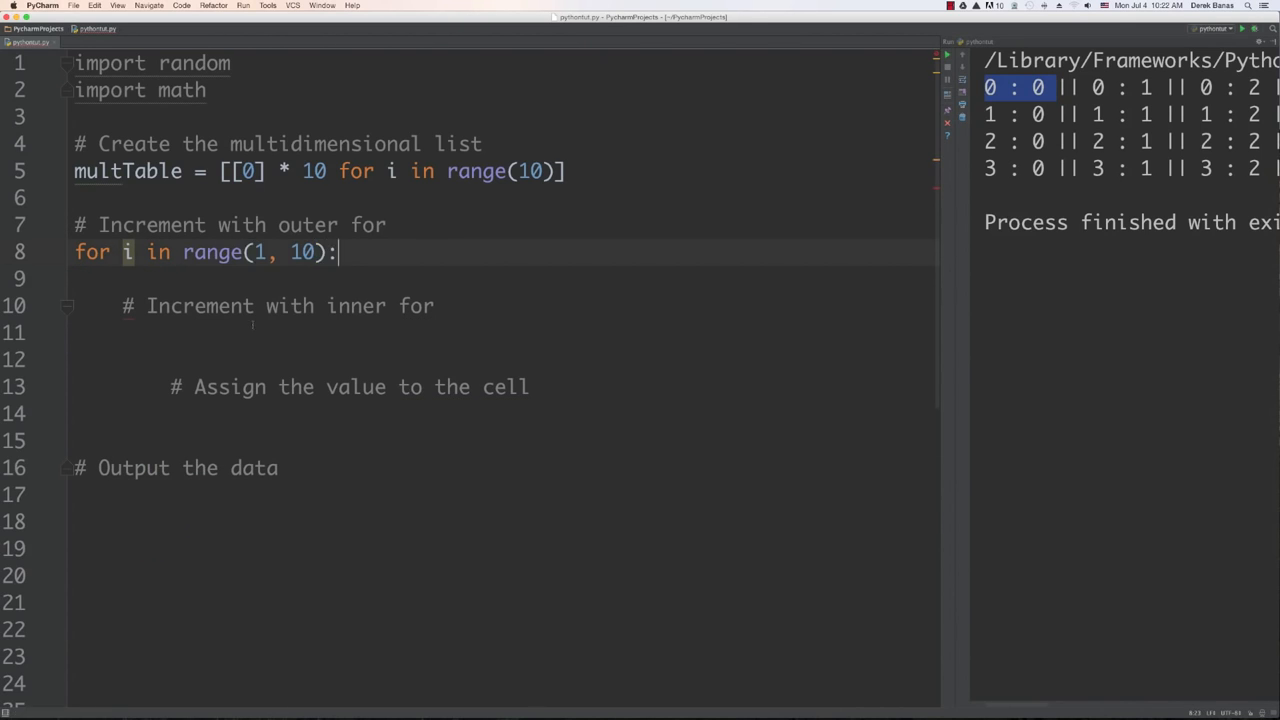 PyCharm File Edit View Navigate Code Refactor Run Tools VCS Window Help 10 Mon Jul 4 10:22 AM Derek Banas
pythontut.py - PycharmProjects - [~/PycharmProjects]
PycharmProjects pythontut.py pythontut
pythontut.py Run: pythontut
1 import random
2 import math
3
4 # Create the multidimensional list
5 multTable = [[0] * 10 for i in range(10)]
6
7 # Increment with outer for
8 for i in range(1, 10):
9
10 # Increment with inner for
11
12
13 # Assign the value to the cell
14
15
16 # Output the data
17
18
19
20
21
22
23
24
/Library/Frameworks/Pytho
0 : 0 || 0 : 1 || 0 : 2 |
1 : 0 || 1 : 1 || 1 : 2 |
2 : 0 || 2 : 1 || 2 : 2 |
3 : 0 || 3 : 1 || 3 : 2 |
Process finished with exi
8:23 LF‡ UTF-8‡